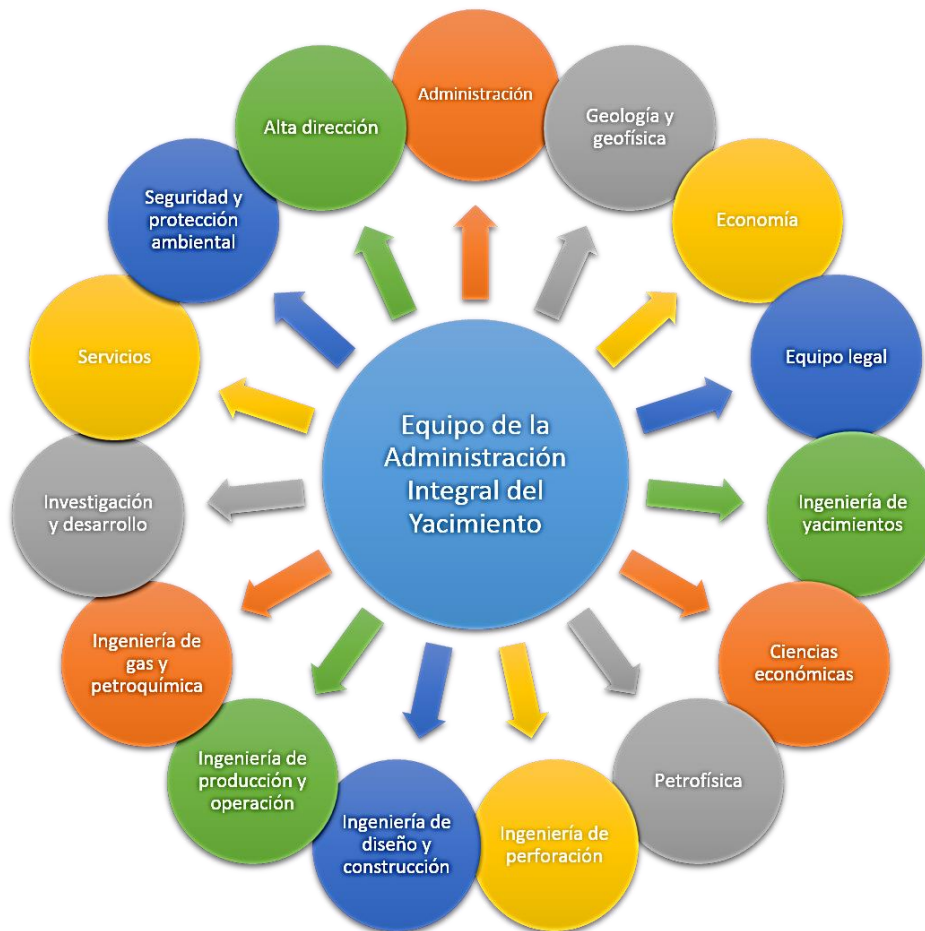 Administración
Geología y
geofísica
Economía
Equipo legal
Ingeniería de
yacimientos
Ciencias
económicas
Petrofísica
Ingeniería de
perforación
Ingeniería de
diseño y
construcción
Ingeniería de
producción y
operación
Ingeniería de
gas y
petroquímica
Investigación
y desarrollo
Servicios
Seguridad y
protección
ambiental
Alta dirección
Equipo de la
Administración
Integral del
Yacimiento